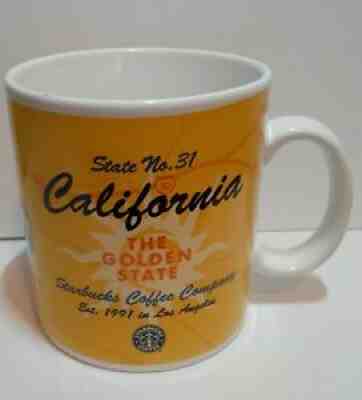 State No.31
California
THE
GOLDEN
STATE
Starbucks Coffee Company
Est. 1991 in Los Angeles